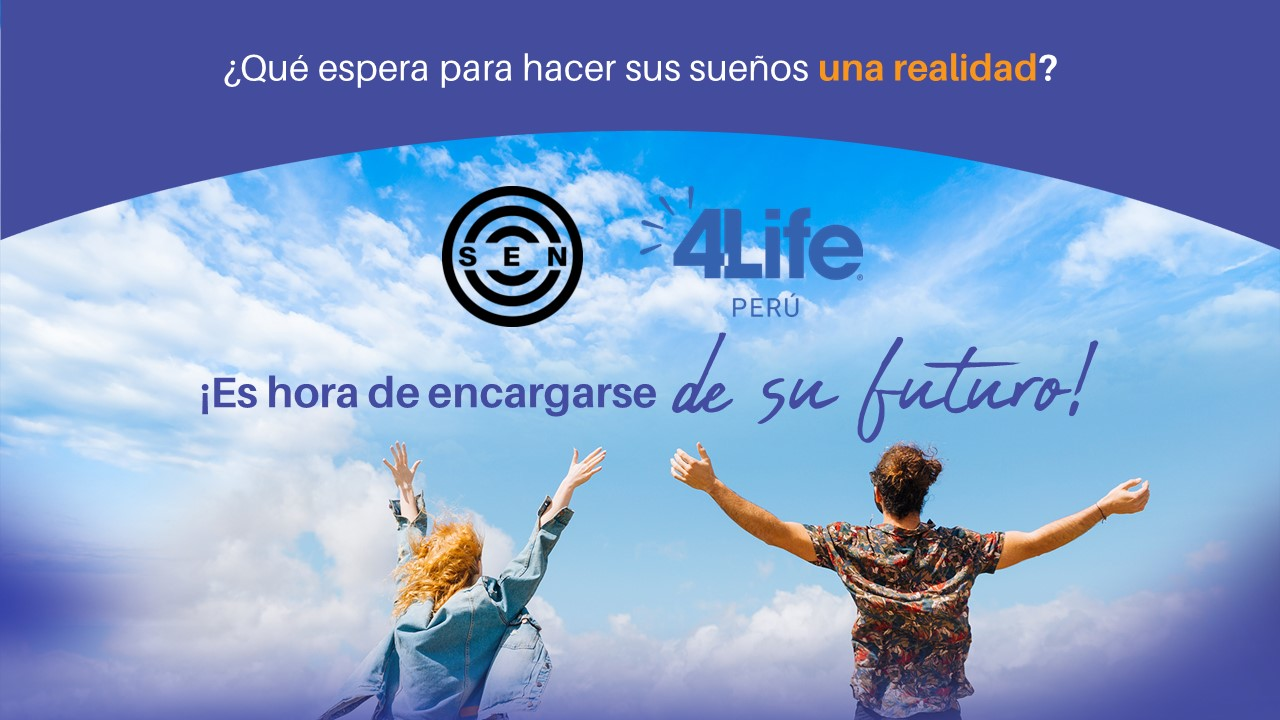 ¿Qué espera para hacer sus sueños una realidad?
SEN
4Life®
PERÚ
¡Es hora de encargarse de su futuro!